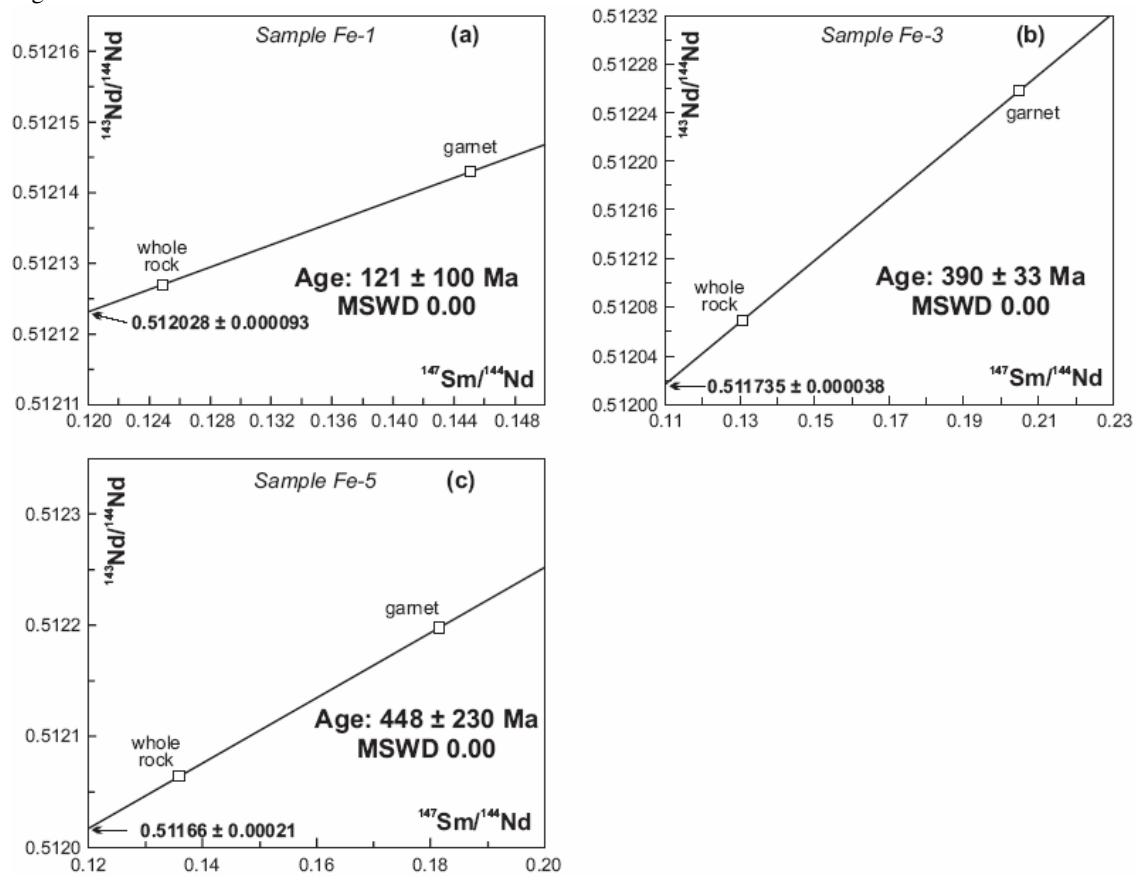 Sample Fe-1 (a)
¹⁴³Nd/¹⁴⁴Nd
0.51216
0.51215
0.51214
0.51213
0.51212
0.51211
garnet
whole
rock
Age: 121 ± 100 Ma
MSWD 0.00
0.512028 ± 0.000093
¹⁴⁷Sm/¹⁴⁴Nd
0.120 0.124 0.128 0.132 0.136 0.140 0.144 0.148
Sample Fe-3 (b)
¹⁴³Nd/¹⁴⁴Nd
0.51232
0.51228
0.51224
0.51220
0.51216
0.51212
0.51208
0.51204
0.51200
garnet
whole
rock
Age: 390 ± 33 Ma
MSWD 0.00
0.511735 ± 0.000038
¹⁴⁷Sm/¹⁴⁴Nd
0.11 0.13 0.15 0.17 0.19 0.21 0.23
Sample Fe-5 (c)
¹⁴³Nd/¹⁴⁴Nd
0.5123
0.5122
0.5121
0.5120
garnet
whole
rock
Age: 448 ± 230 Ma
MSWD 0.00
0.51166 ± 0.00021
¹⁴⁷Sm/¹⁴⁴Nd
0.12 0.14 0.16 0.18 0.20